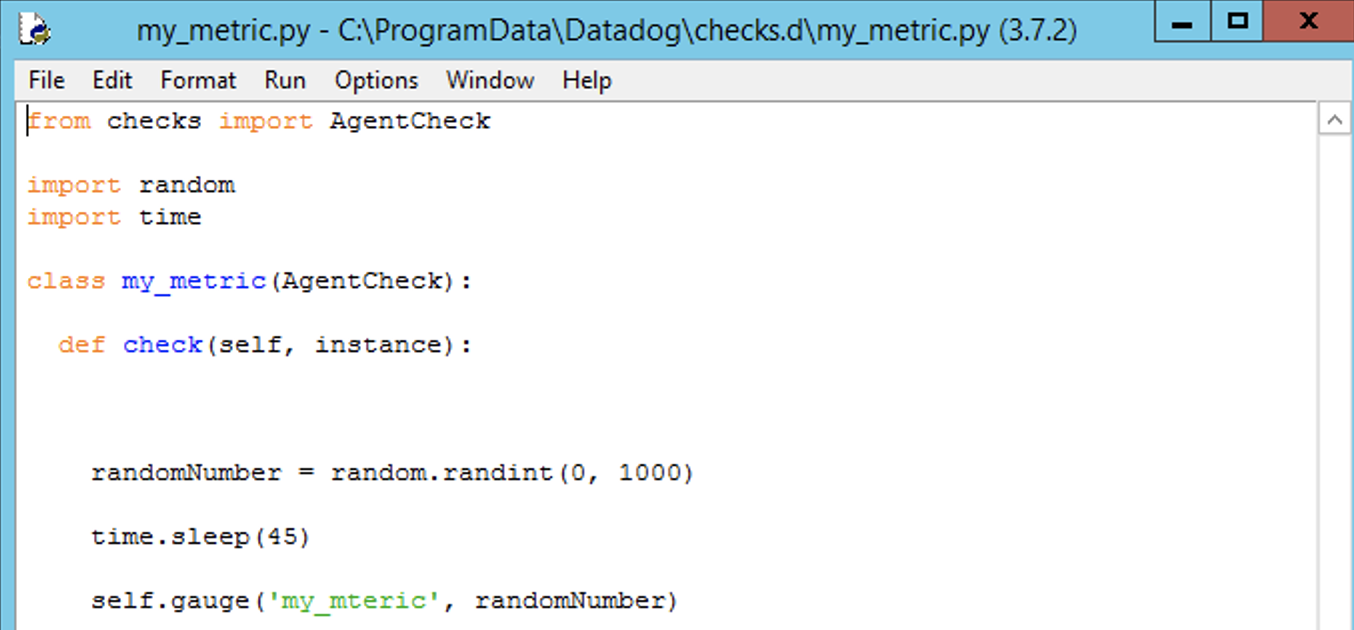 my_metric.py - C:\ProgramData\Datadog\checks.d\my_metric.py (3.7.2)
File Edit Format Run Options Window Help
from checks import AgentCheck
import random
import time
class my_metric(AgentCheck):
def check(self, instance):
randomNumber = random.randint(0, 1000)
time.sleep(45)
self.gauge('my_mteric', randomNumber)